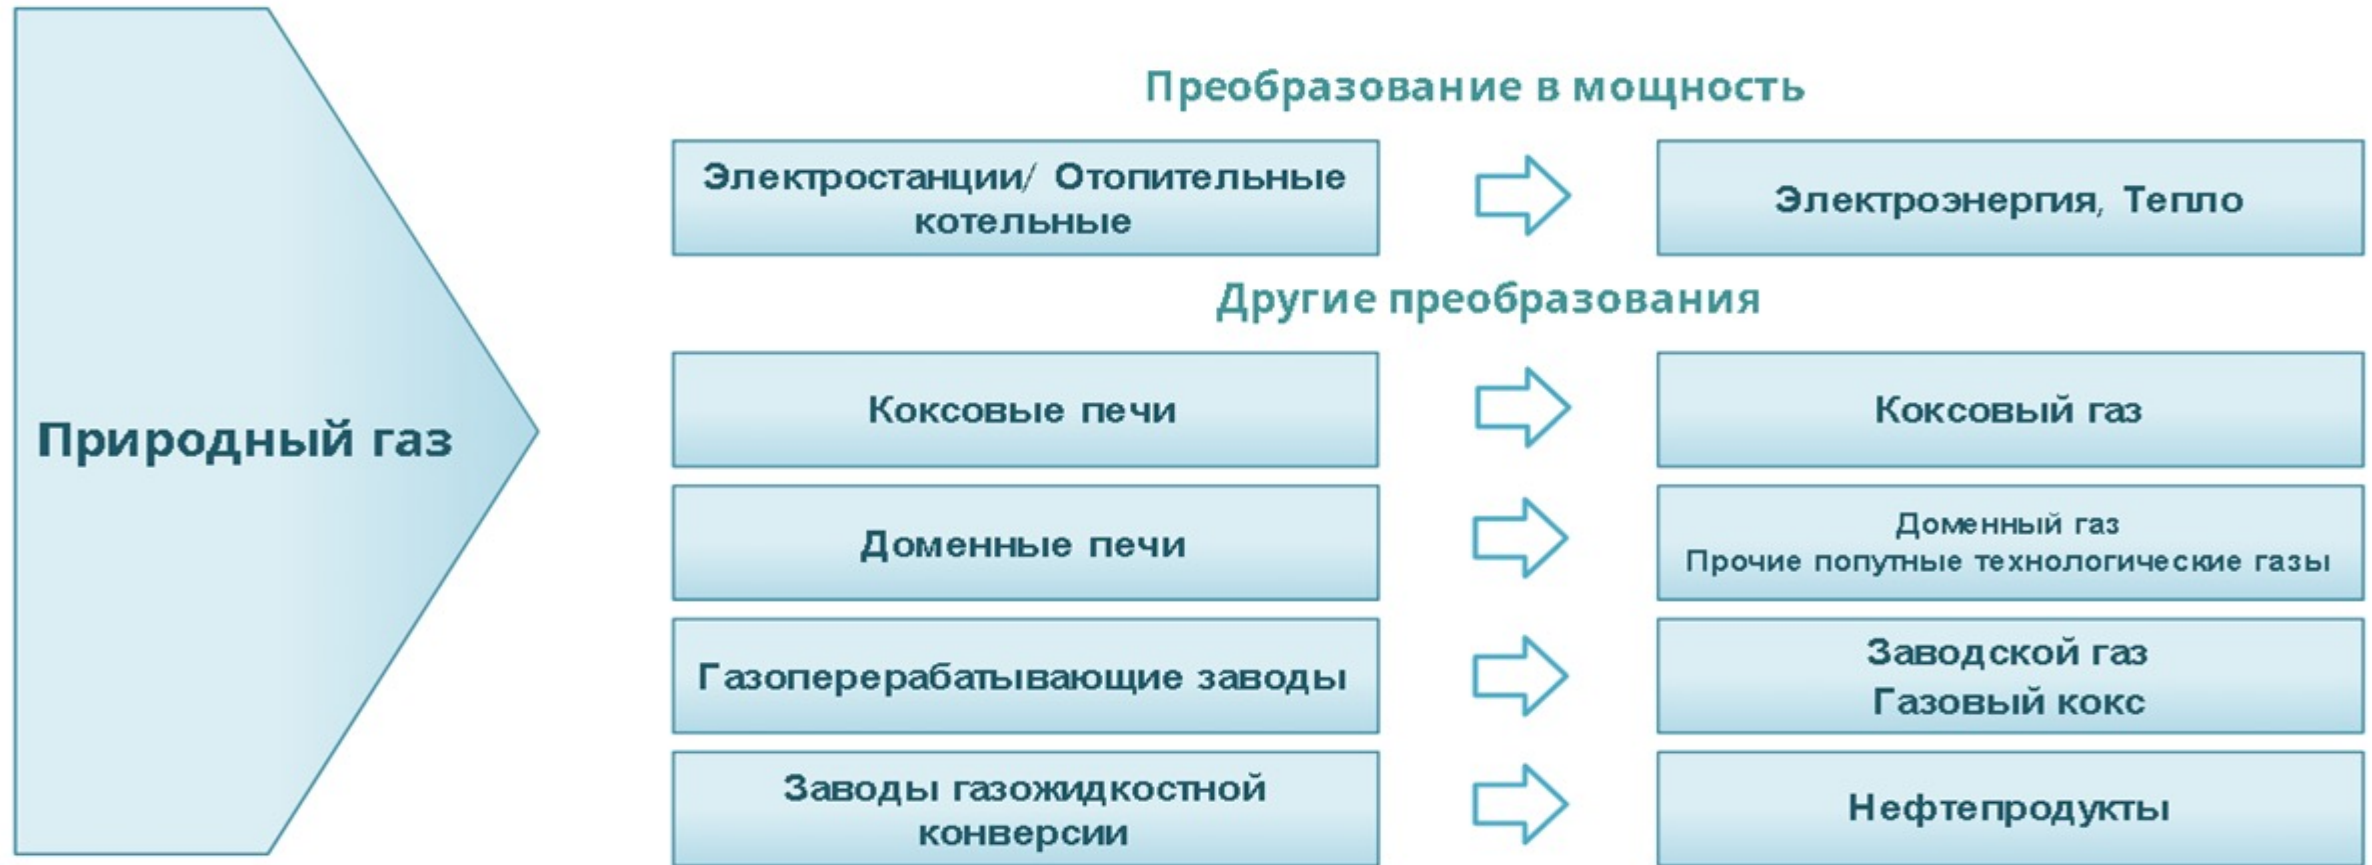 Природный газ
Преобразование в мощность
Электростанции/ Отопительные
котельные
Электроэнергия, Тепло
Другие преобразования
Коксовые печи
Коксовый газ
Доменные печи
Доменный газ
Прочие попутные технологические газы
Газоперерабатывающие заводы
Заводской газ
Газовый кокс
Заводы газожидкостной
конверсии
Нефтепродукты